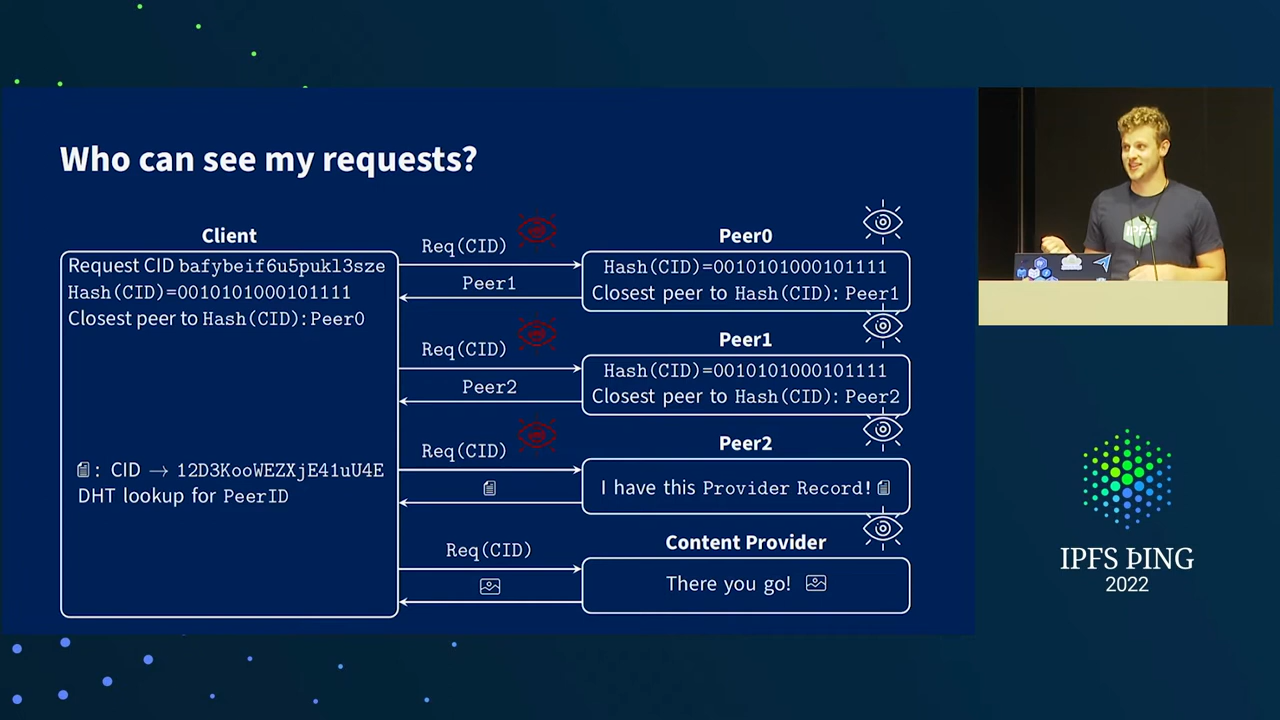 Who can see my requests?
Client
Request CID bafybeif6u5pukl3sze
Hash(CID)=0010101000101111
Closest peer to Hash(CID): Peer0
: CID → 12D3KooWEZXjE41uU4E
DHT lookup for PeerID
Req(CID)
Peer1
Req(CID)
Peer2
Req(CID)
Req(CID)
Peer0
Hash(CID)=0010101000101111
Closest peer to Hash(CID): Peer1
Peer1
Hash(CID)=0010101000101111
Closest peer to Hash(CID): Peer2
Peer2
I have this Provider Record!
Content Provider
There you go!
IPFS
IPFS ÞING
2022